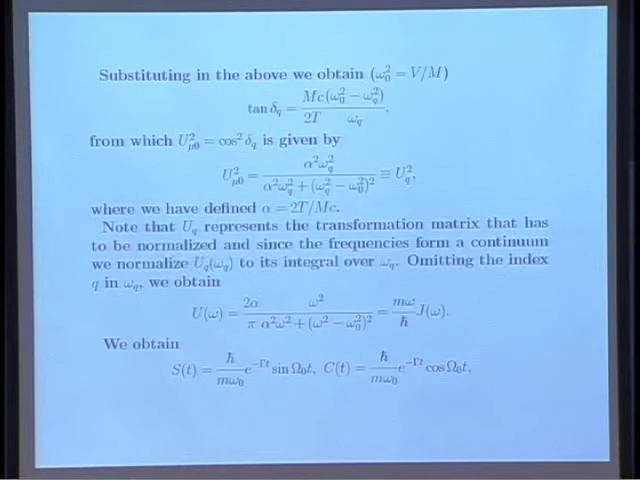 Substituting in the above we obtain (ω₀² = V/M)
tan δ_q = Mc/2T (ω₀² − ω_q²)/ω_q,
from which U²_{μ0} = cos² δ_q is given by
U²_{μ0} = α²ω_q² / (α²ω_q² + (ω_q² − ω₀²)²) ≡ U_q²,
where we have defined α = 2T/Mc.
Note that U_q represents the transformation matrix that has
to be normalized and since the frequencies form a continuum
we normalize U_q(ω_q) to its integral over ω_q. Omitting the index
q in ω_q, we obtain
U(ω) = 2α/π ω² / (α²ω² + (ω² − ω₀²)²) = mω/ℏ J(ω).
We obtain
S(t) = ℏ/mω₀ e^{−Γt} sin Ω₀t, C(t) = ℏ/mω₀ e^{−Γt} cos Ω₀t,